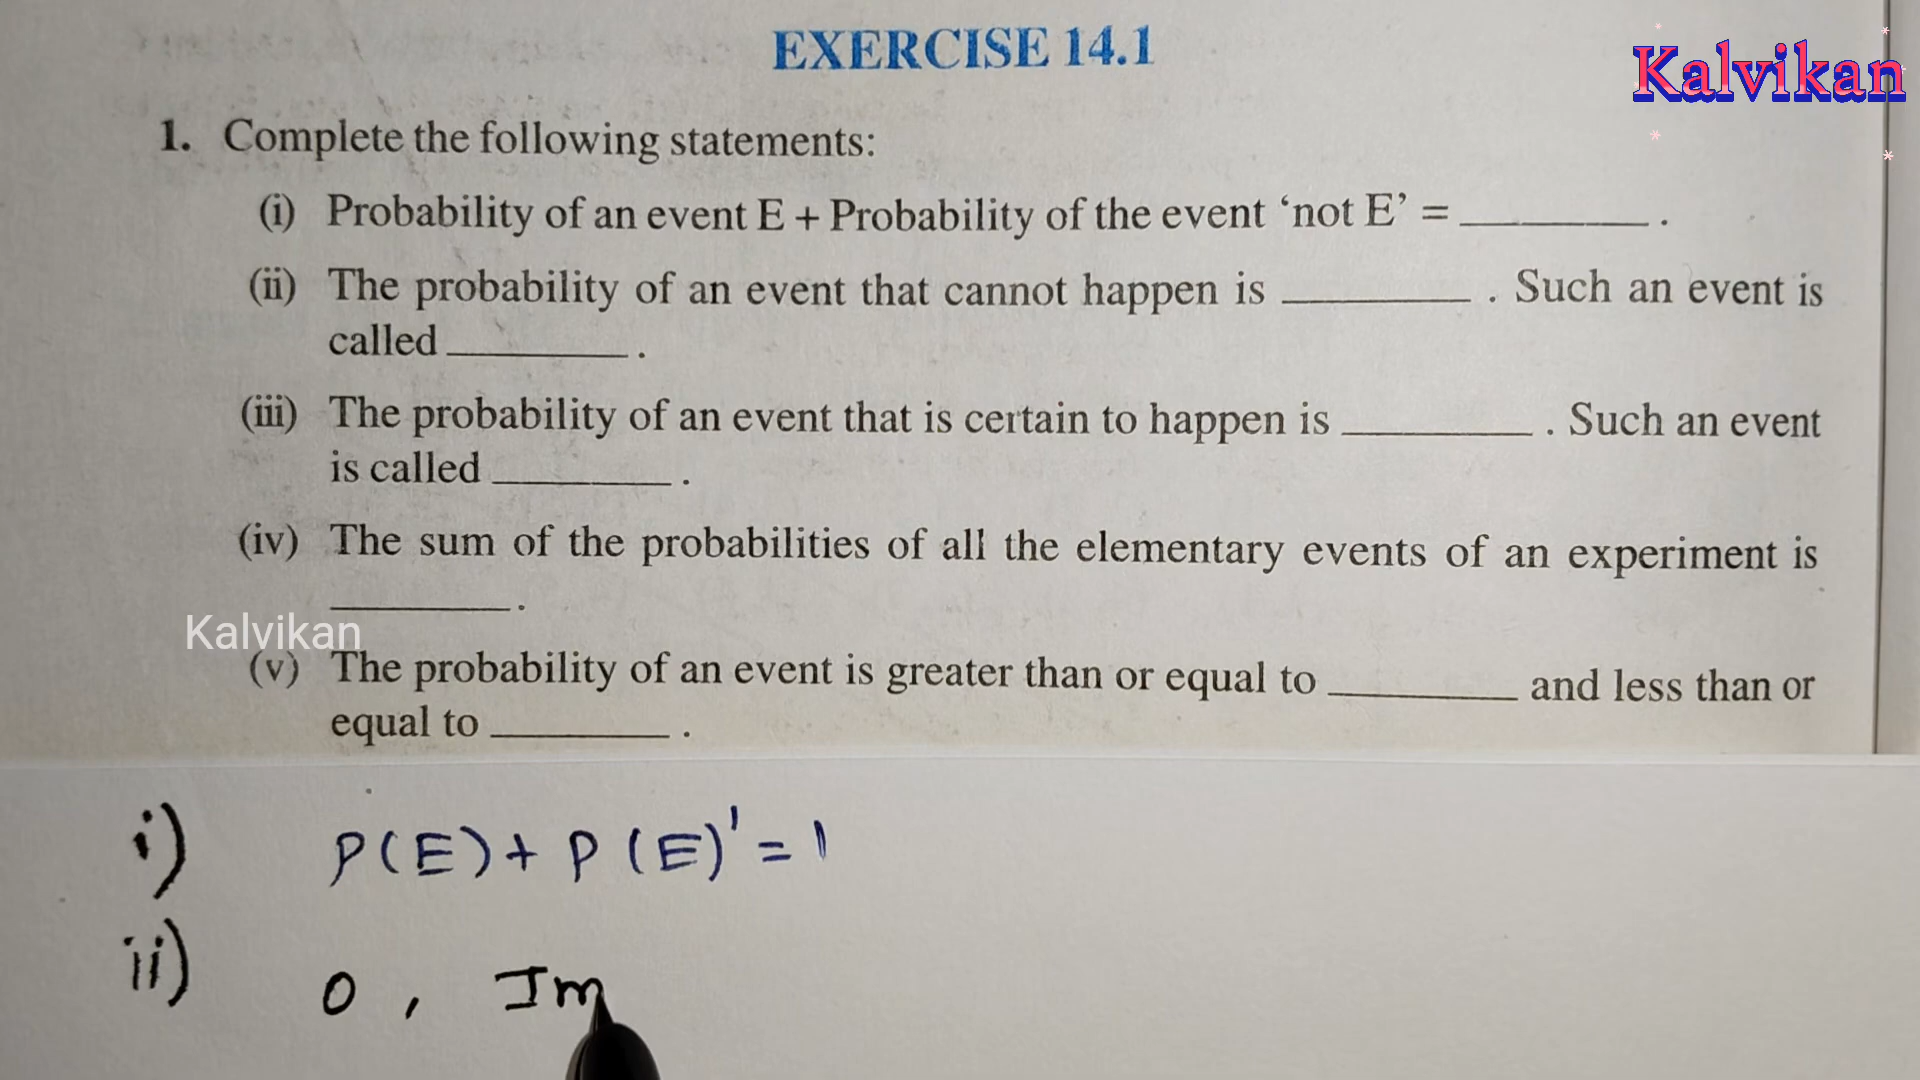 EXERCISE 14.1
Kalvikan
1. Complete the following statements:
(i) Probability of an event E + Probability of the event ‘not E’ = ________ .
(ii) The probability of an event that cannot happen is ________ . Such an event is
called ________ .
(iii) The probability of an event that is certain to happen is ________ . Such an event
is called ________ .
(iv) The sum of the probabilities of all the elementary events of an experiment is
________ .
Kalvikan
(v) The probability of an event is greater than or equal to ________ and less than or
equal to ________ .
i) P(E) + P(E)' = 1
ii) 0 , Im